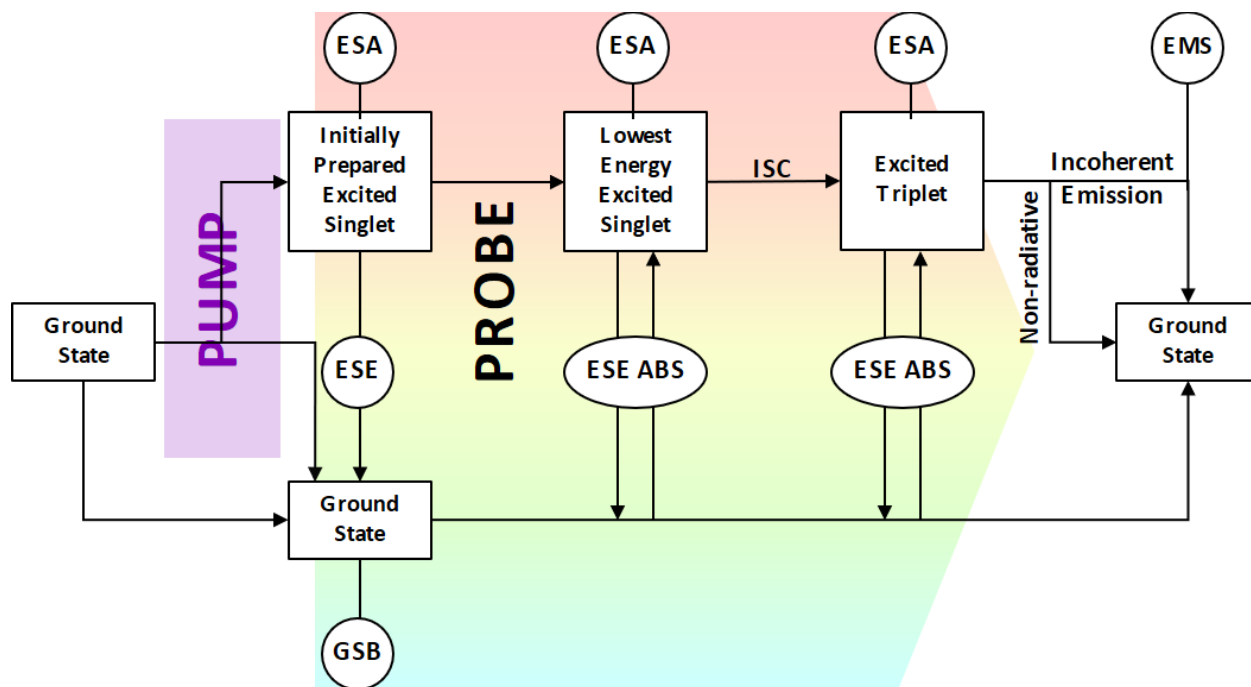 ESA
ESA
ESA
EMS
Initially
Prepared
Excited
Singlet
Lowest
Energy
Excited
Singlet
ISC
Excited
Triplet
Incoherent
Emission
Non-radiative
PUMP
PROBE
Ground
State
ESE
ESE ABS
ESE ABS
Ground
State
Ground
State
GSB